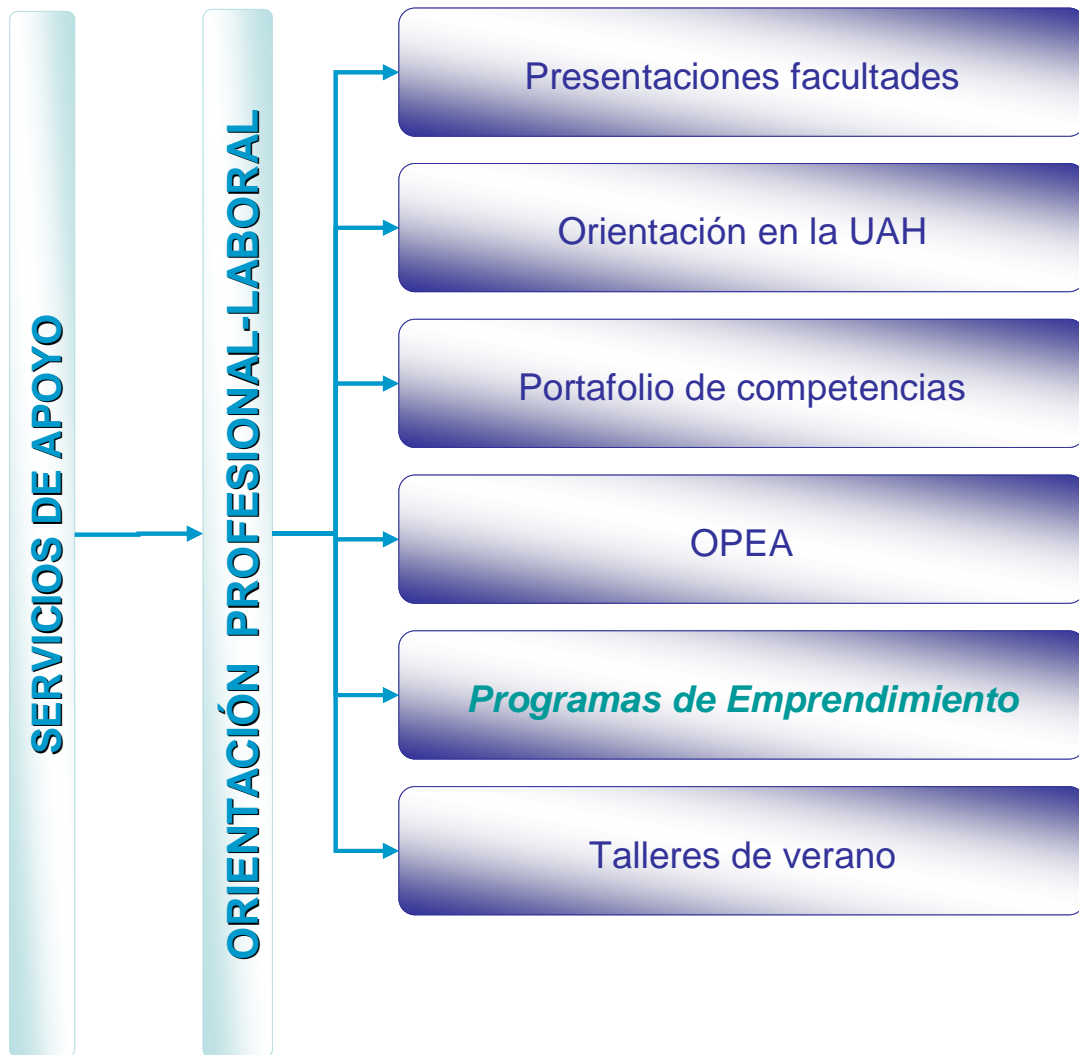 SERVICIOS DE APOYO
ORIENTACIÓN PROFESIONAL-LABORAL
Presentaciones facultades
Orientación en la UAH
Portafolio de competencias
OPEA
Programas de Emprendimiento
Talleres de verano